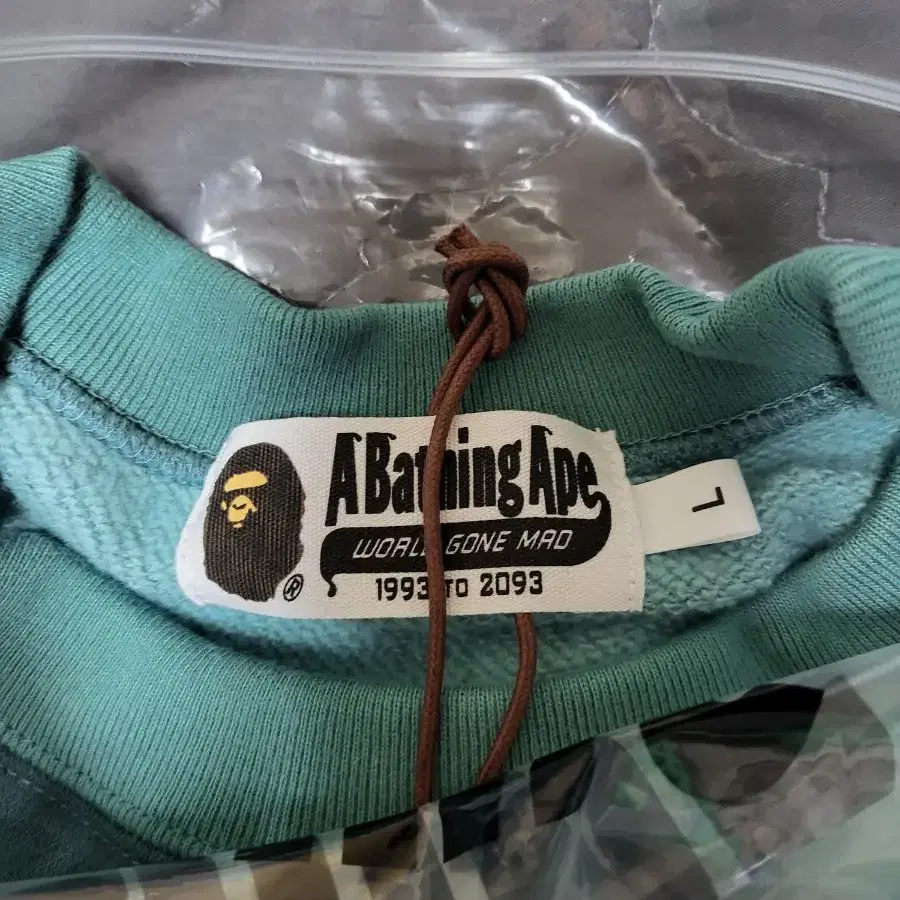 A Bathing Ape
WORLD GONE MAD
1993 TO 2093
®
L